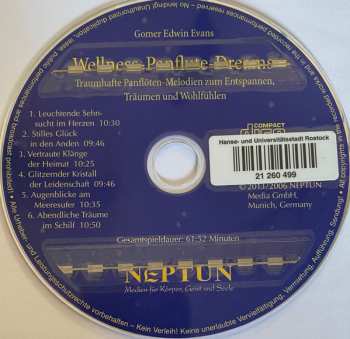 Gomer Edwin Evans
Wellness-Panflute-Dreams
Traumhafte Panflöten-Melodien zum Entspannen,
Träumen und Wohlfühlen
1. Leuchtende Sehn-
sucht im Herzen 10:30
2. Stilles Glück
in den Anden 09:46
3. Vertraute Klänge
der Heimat 10:25
4. Glitzernder Kristall
der Leidenschaft 09:46
5. Augenblicke am
Meeresufer 10:35
6. Abendliche Träume
im Schilf 10:50
COMPACT
Hanse- und Universitätsstadt Rostock
21 260 499
© 2013/2006 NEPTUN
Media GmbH,
Munich, Germany
Gesamtspieldauer: 61:52 Minuten
NEPTUN
Medien für Körper, Geist und Seele
Alle Urheber- und Leistungsschutzrechte vorbehalten – Kein Verleih! Keine unerlaubte Vervielfältigung, Vermietung, Aufführung, Sendung!